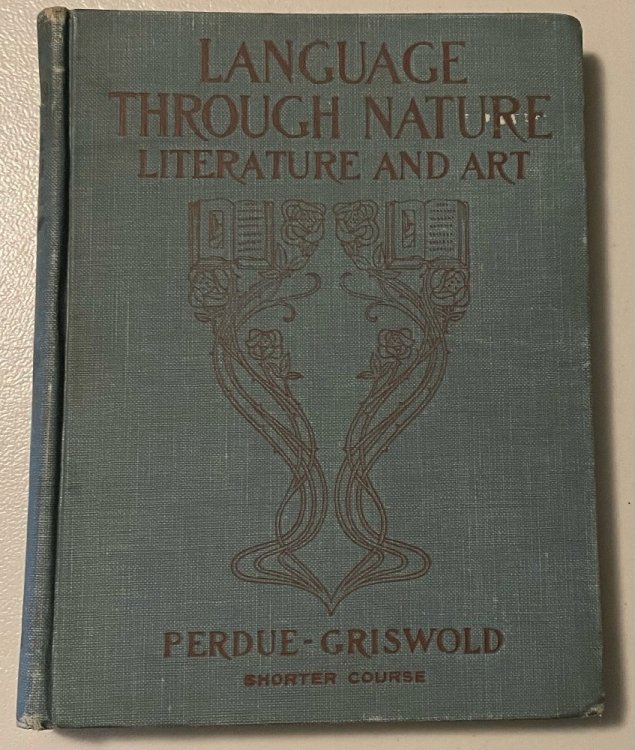 LANGUAGE
THROUGH NATURE
LITERATURE AND ART
PERDUE-GRISWOLD
SHORTER COURSE